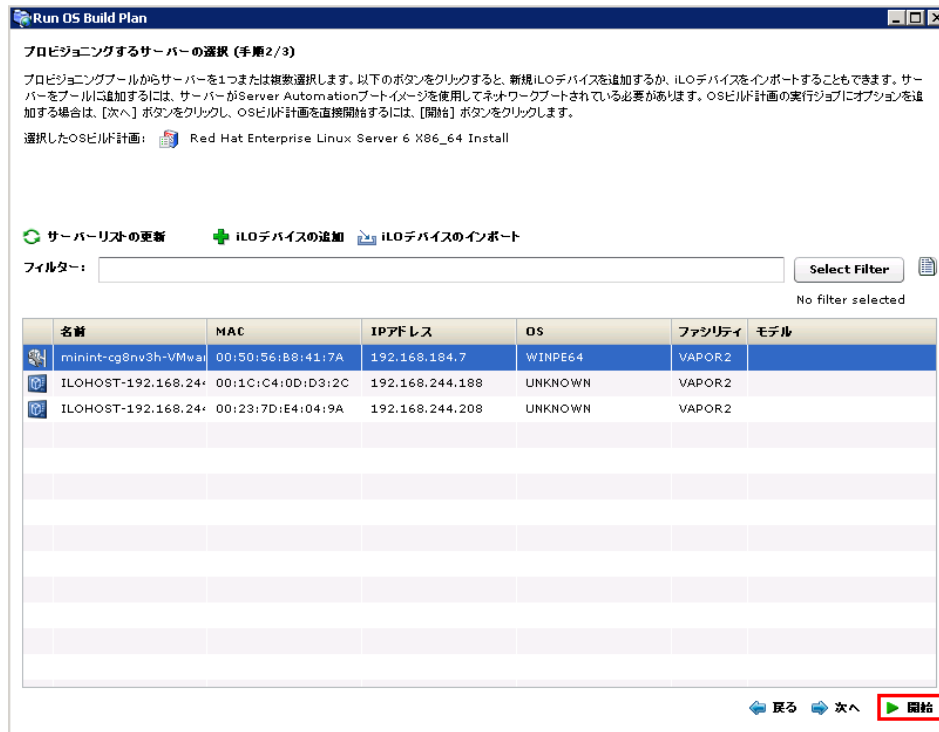 Run OS Build Plan
プロビジョニングするサーバーの選択 (手順2/3)
プロビジョニングプールからサーバーを1つまたは複数選択します。以下のボタンをクリックすると、新規iLOデバイスを追加するか、iLOデバイスをインポートすることもできます。サー
バーをプールに追加するには、サーバーがServer Automationブートイメージを使用してネットワークブートされている必要があります。OSビルド計画の実行ジョブにオプションを追
加する場合は、[次へ] ボタンをクリックし、OSビルド計画を直接開始するには、[開始] ボタンをクリックします。
選択したOSビルド計画: Red Hat Enterprise Linux Server 6 X86_64 Install
サーバーリストの更新 iLOデバイスの追加 iLOデバイスのインポート
フィルター: Select Filter
No filter selected
名前 MAC IPアドレス OS ファシリティ モデル
minint-cg8nv3h-VMwar 00:50:56:B8:41:7A 192.168.184.7 WINPE64 VAPOR2
ILOHOST-192.168.244 00:1C:C4:0D:D3:2C 192.168.244.188 UNKNOWN VAPOR2
ILOHOST-192.168.244 00:23:7D:E4:04:9A 192.168.244.208 UNKNOWN VAPOR2
戻る 次へ 開始